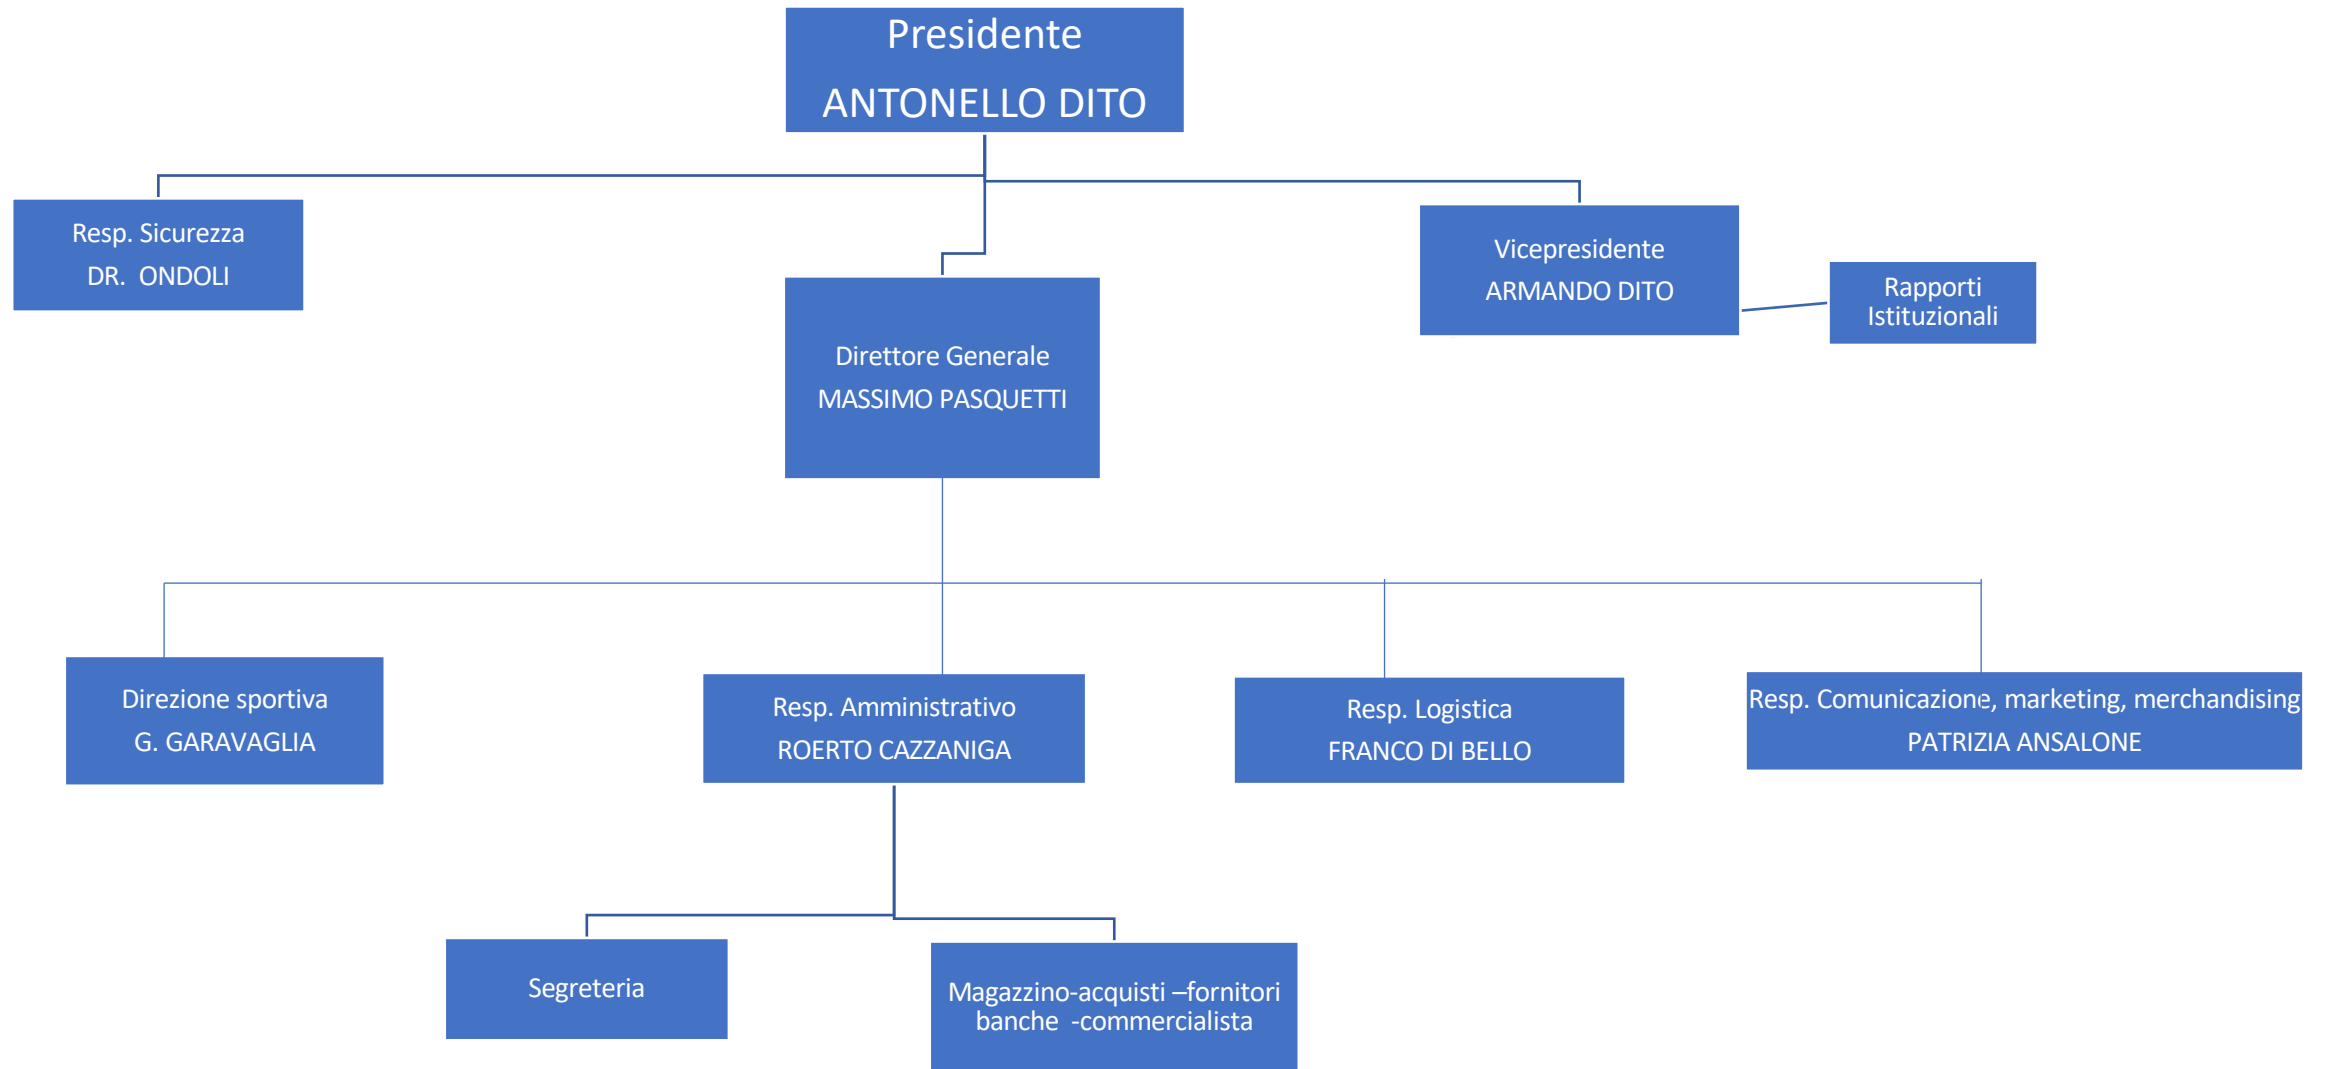 Presidente
ANTONELLO DITO
Resp. Sicurezza
DR. ONDOLI
Vicepresidente
ARMANDO DITO
Rapporti
Istituzionali
Direttore Generale
MASSIMO PASQUETTI
Direzione sportiva
G. GARAVAGLIA
Resp. Amministrativo
ROERTO CAZZANIGA
Resp. Logistica
FRANCO DI BELLO
Resp. Comunicazione, marketing, merchandising
PATRIZIA ANSALONE
Segreteria
Magazzino-acquisti –fornitori
banche -commercialista